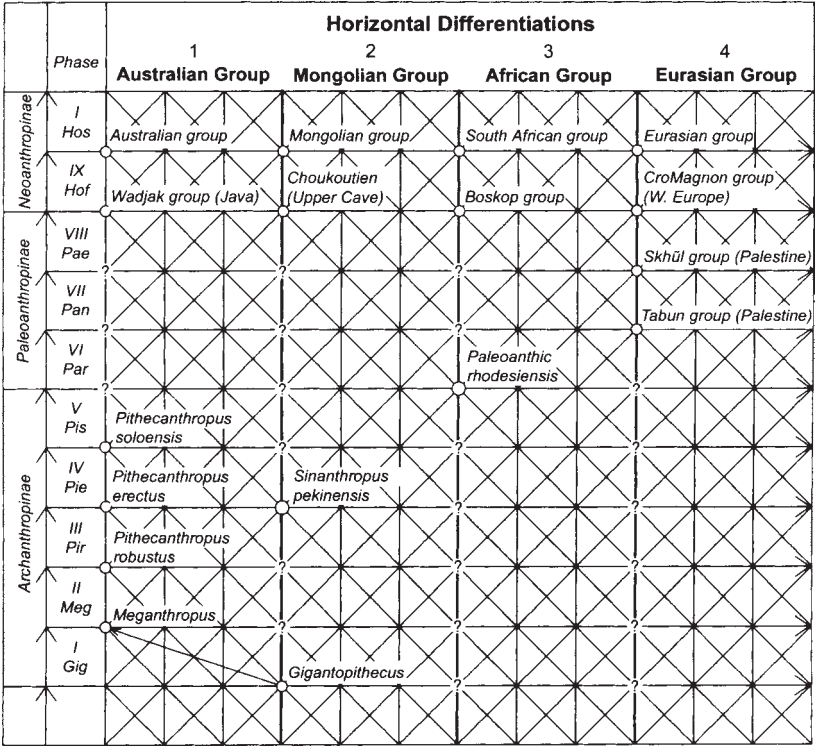 Horizontal Differentiations
Phase
1
Australian Group
2
Mongolian Group
3
African Group
4
Eurasian Group
Neoanthropinae
I
Hos
Australian group
Mongolian group
South African group
Eurasian group
IX
Hof
Wadjak group (Java)
Choukoutien
(Upper Cave)
Boskop group
CroMagnon group
(W. Europe)
Paleoanthropinae
VIII
Pae
Skhūl group (Palestine)
? ? ?
VII
Pan
Tabun group (Palestine)
? ? ?
VI
Par
Paleoanthic
rhodesiensis
? ? ?
Archanthropinae
V
Pis
Pithecanthropus
soloensis
? ? ?
IV
Pie
Pithecanthropus
erectus
Sinanthropus
pekinensis
? ?
III
Pir
Pithecanthropus
robustus
? ? ?
II
Meg
Meganthropus
? ? ?
I
Gig
Gigantopithecus
? ?